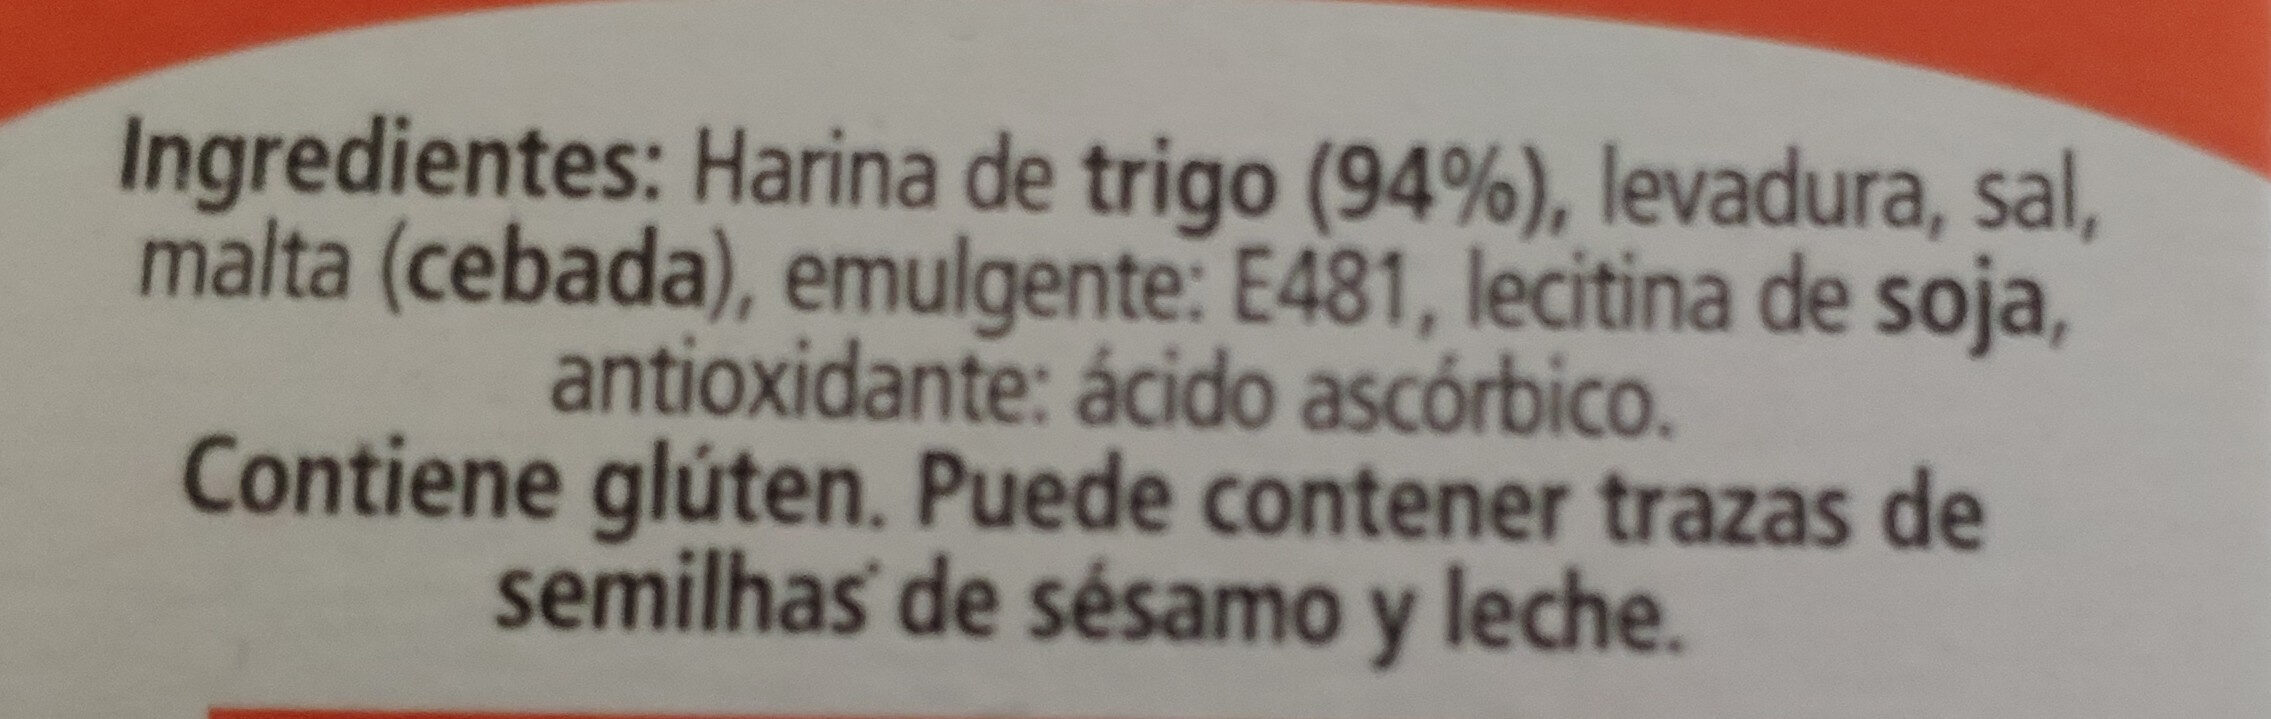 Ingredientes: Harina de trigo (94%), levadura, sal,
malta (cebada), emulgente: E481, lecitina de soja,
antioxidante: ácido ascórbico.
Contiene glúten. Puede contener trazas de
semilhas de sésamo y leche.